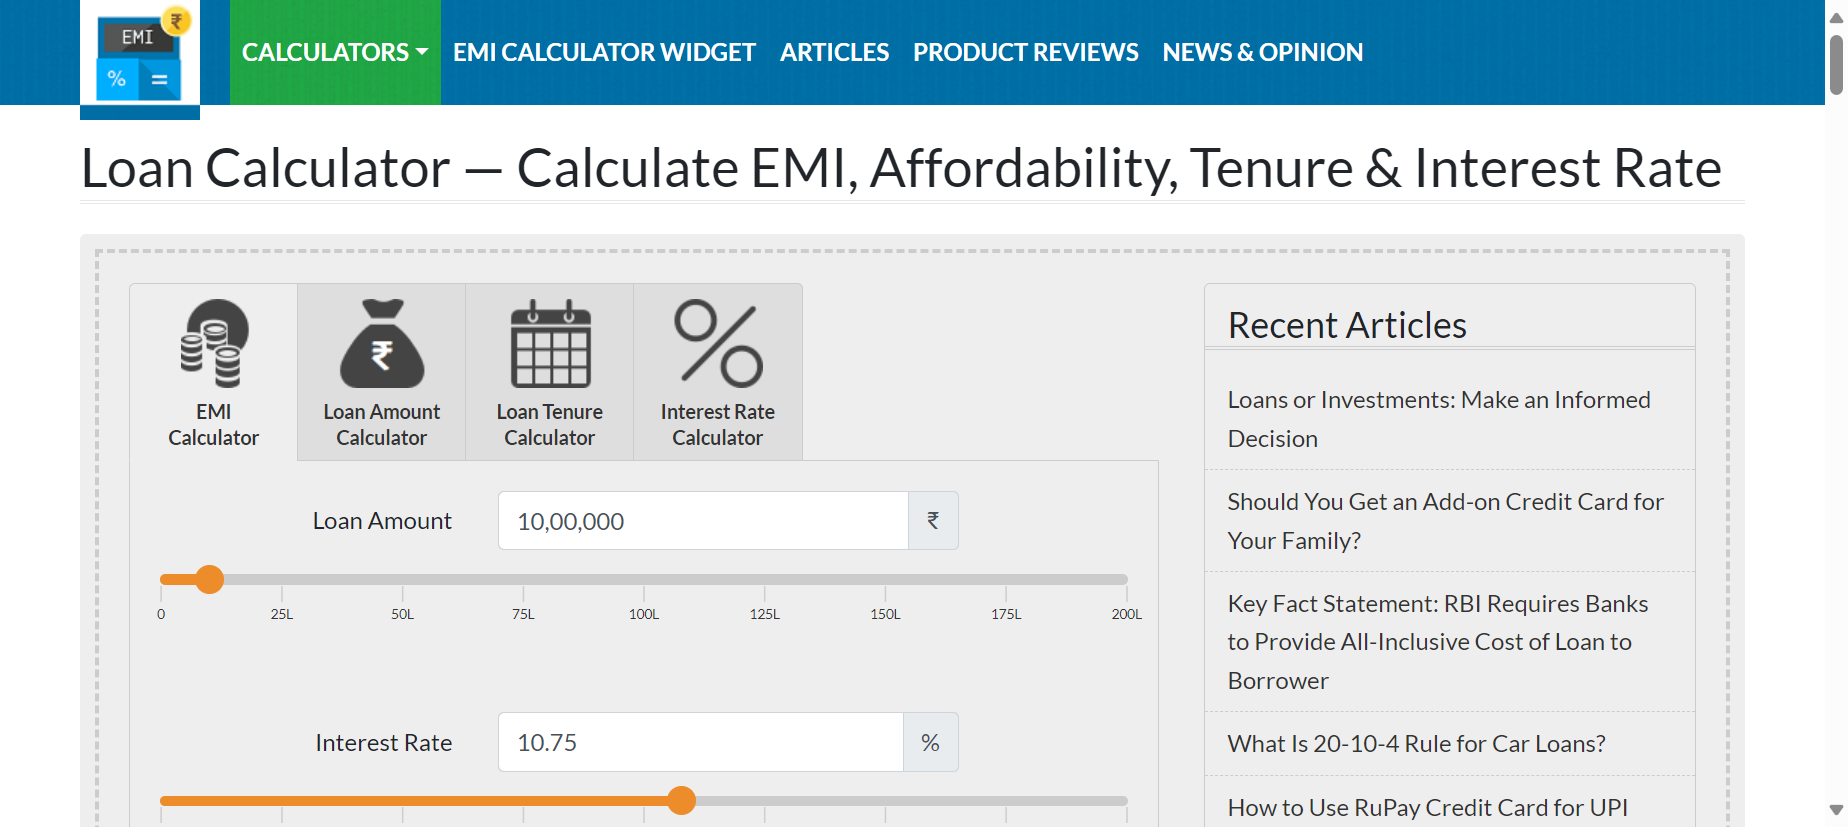 EMI ₹
% =
CALCULATORS EMI CALCULATOR WIDGET ARTICLES PRODUCT REVIEWS NEWS & OPINION
Loan Calculator — Calculate EMI, Affordability, Tenure & Interest Rate
₹
EMI
Calculator
Loan Amount
Calculator
Loan Tenure
Calculator
Interest Rate
Calculator
Loan Amount 10,00,000 ₹
0 25L 50L 75L 100L 125L 150L 175L 200L
Interest Rate 10.75 %
Recent Articles
Loans or Investments: Make an Informed
Decision
Should You Get an Add-on Credit Card for
Your Family?
Key Fact Statement: RBI Requires Banks
to Provide All-Inclusive Cost of Loan to
Borrower
What Is 20-10-4 Rule for Car Loans?
How to Use RuPay Credit Card for UPI